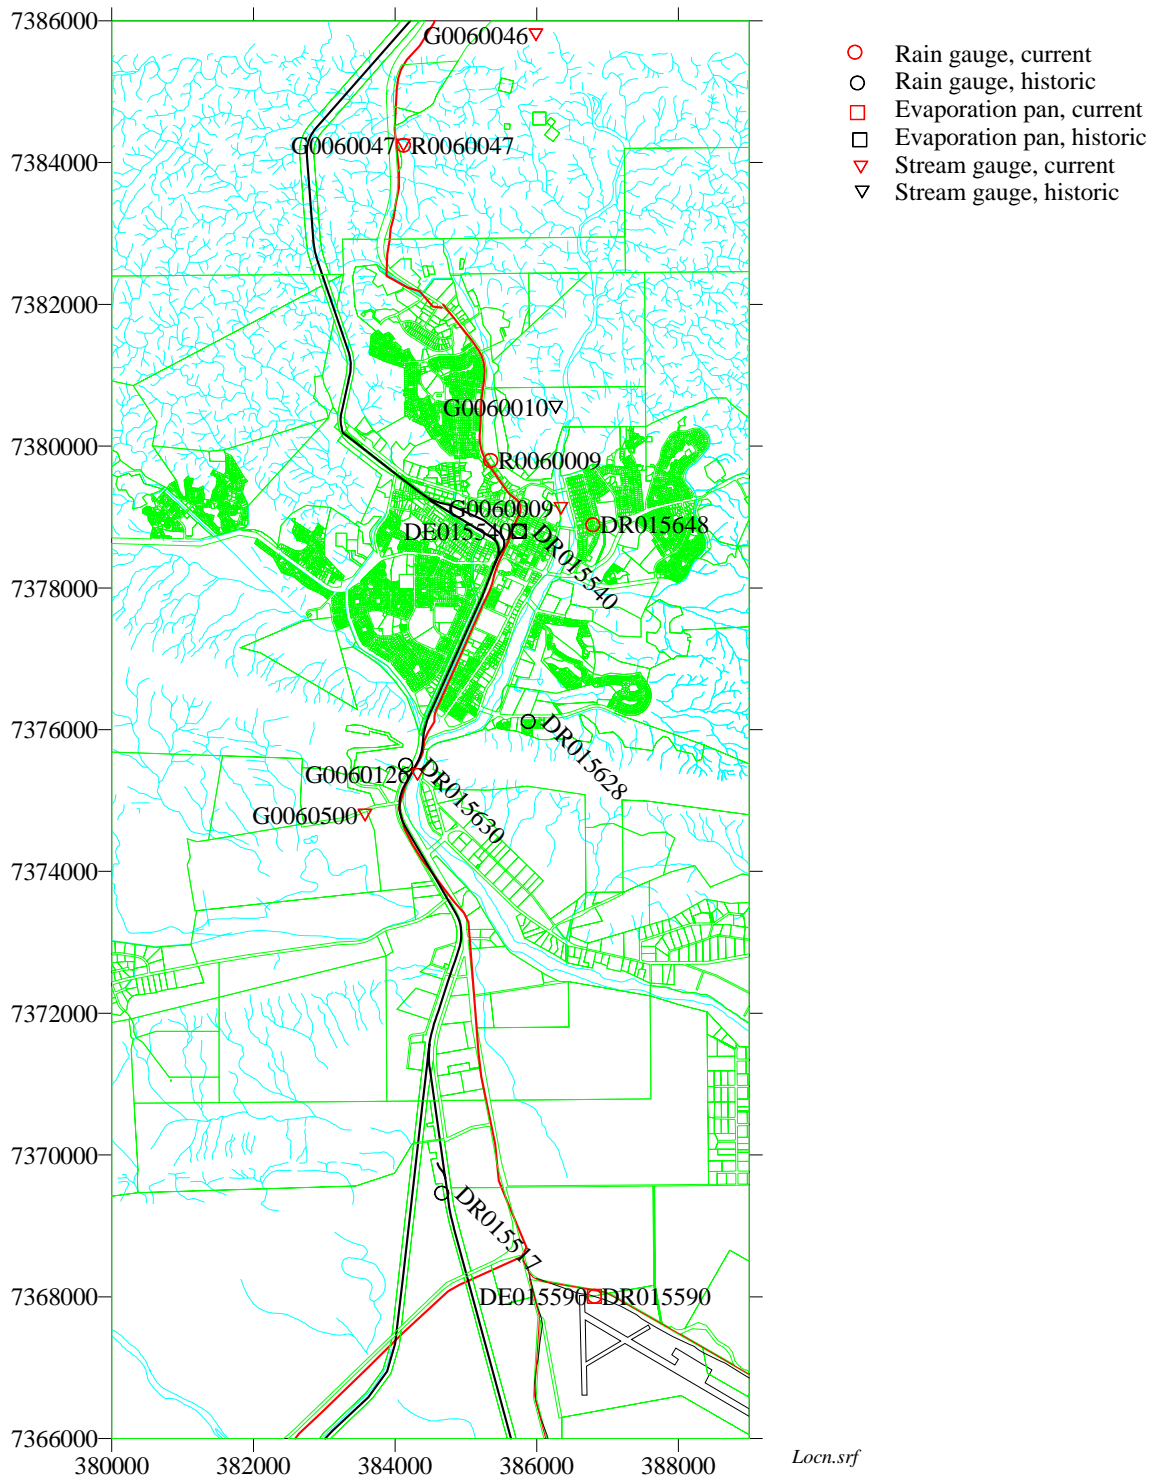 7386000
7384000
7382000
7380000
7378000
7376000
7374000
7372000
7370000
7368000
7366000
380000
382000
384000
386000
388000
G0060046
G0060047
R0060047
G0060010
R0060009
G0060009
DR015648
DE015540
DR015540
DR015628
G0060126
DR015630
G0060500
DR015517
DE015590
DR015590
Rain gauge, current
Rain gauge, historic
Evaporation pan, current
Evaporation pan, historic
Stream gauge, current
Stream gauge, historic
Locn.srf